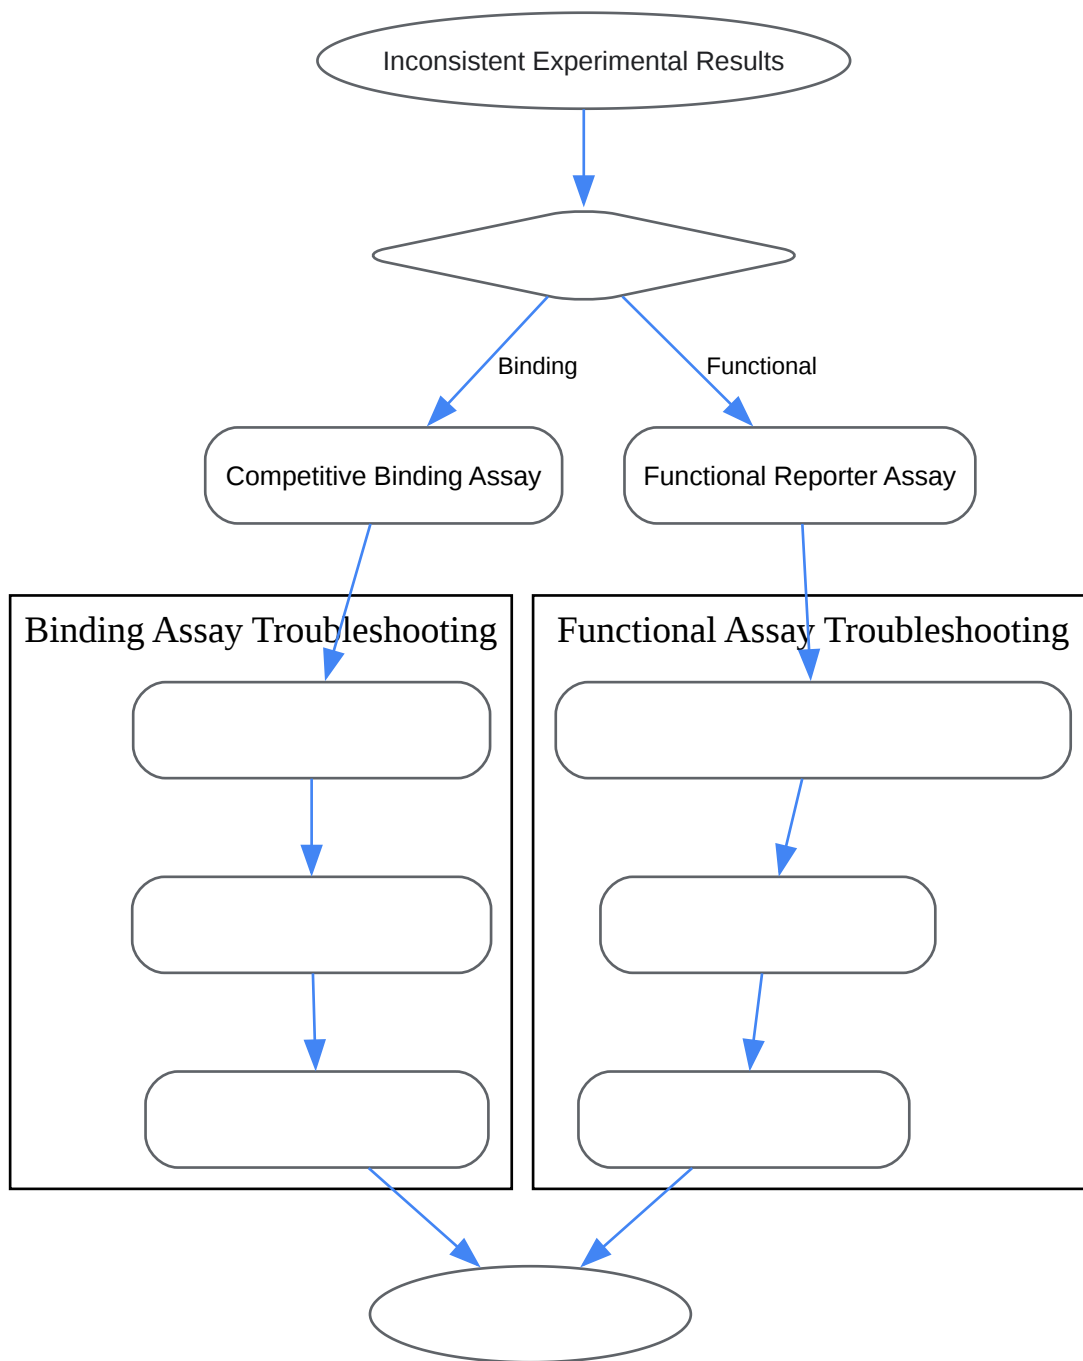 Inconsistent Experimental Results
Binding
Functional
Competitive Binding Assay
Functional Reporter Assay
Binding Assay Troubleshooting
Functional Assay Troubleshooting